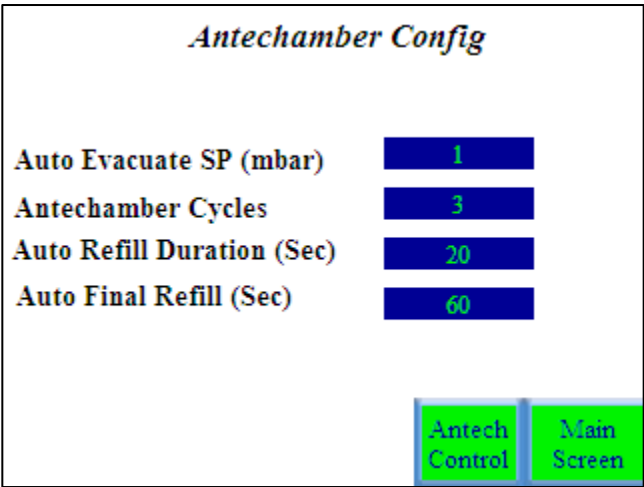 Antechamber Config
Auto Evacuate SP (mbar) 1
Antechamber Cycles 3
Auto Refill Duration (Sec) 20
Auto Final Refill (Sec) 60
Antech Main
Control Screen